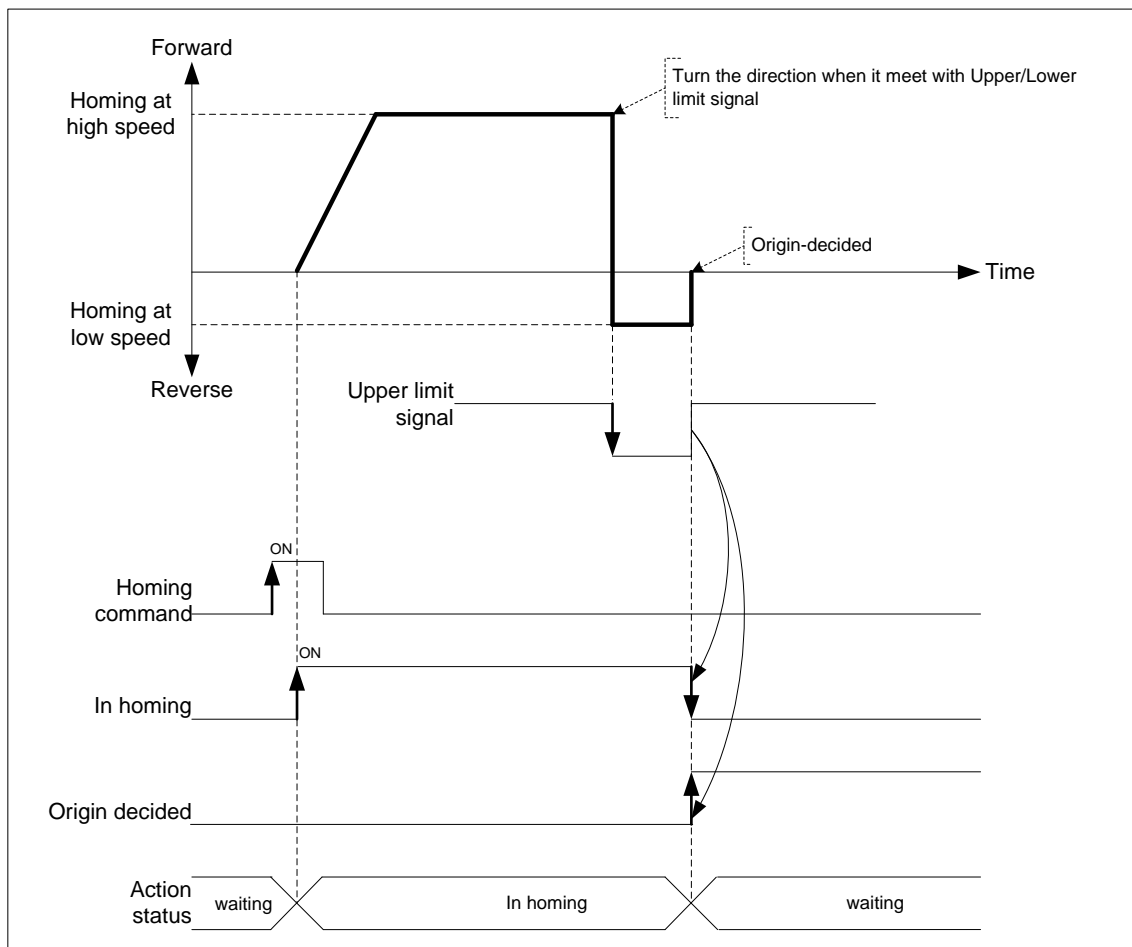 Forward
Homing at
high speed
Turn the direction when it meet with Upper/Lower
limit signal
Origin-decided
Time
Homing at
low speed
Reverse
Upper limit
signal
ON
Homing
command
ON
In homing
Origin decided
Action
status
waiting
In homing
waiting